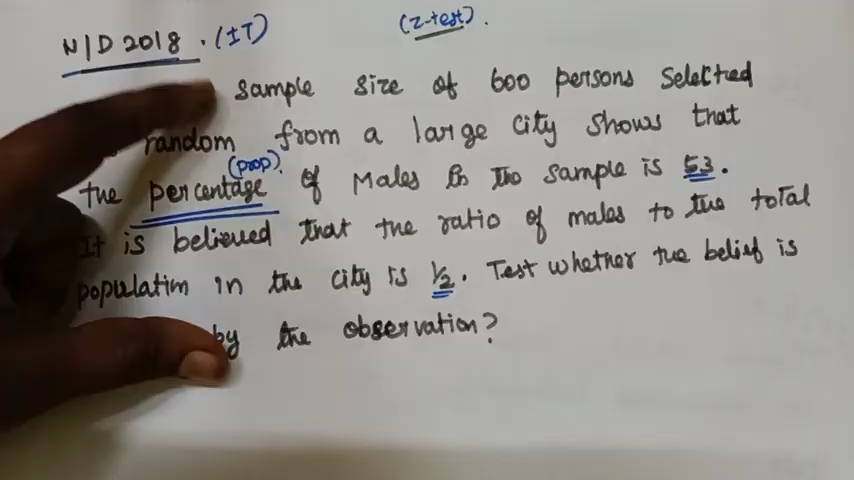 N/D 2018 . (IT)
(Z-test).
sample size of 600 persons selected
random from a large city shows that
(prop).
the percentage of Males in the sample is 53.
It is believed that the ratio of males to the total
population in the city is 1/2. Test whether the belief is
by the observation?